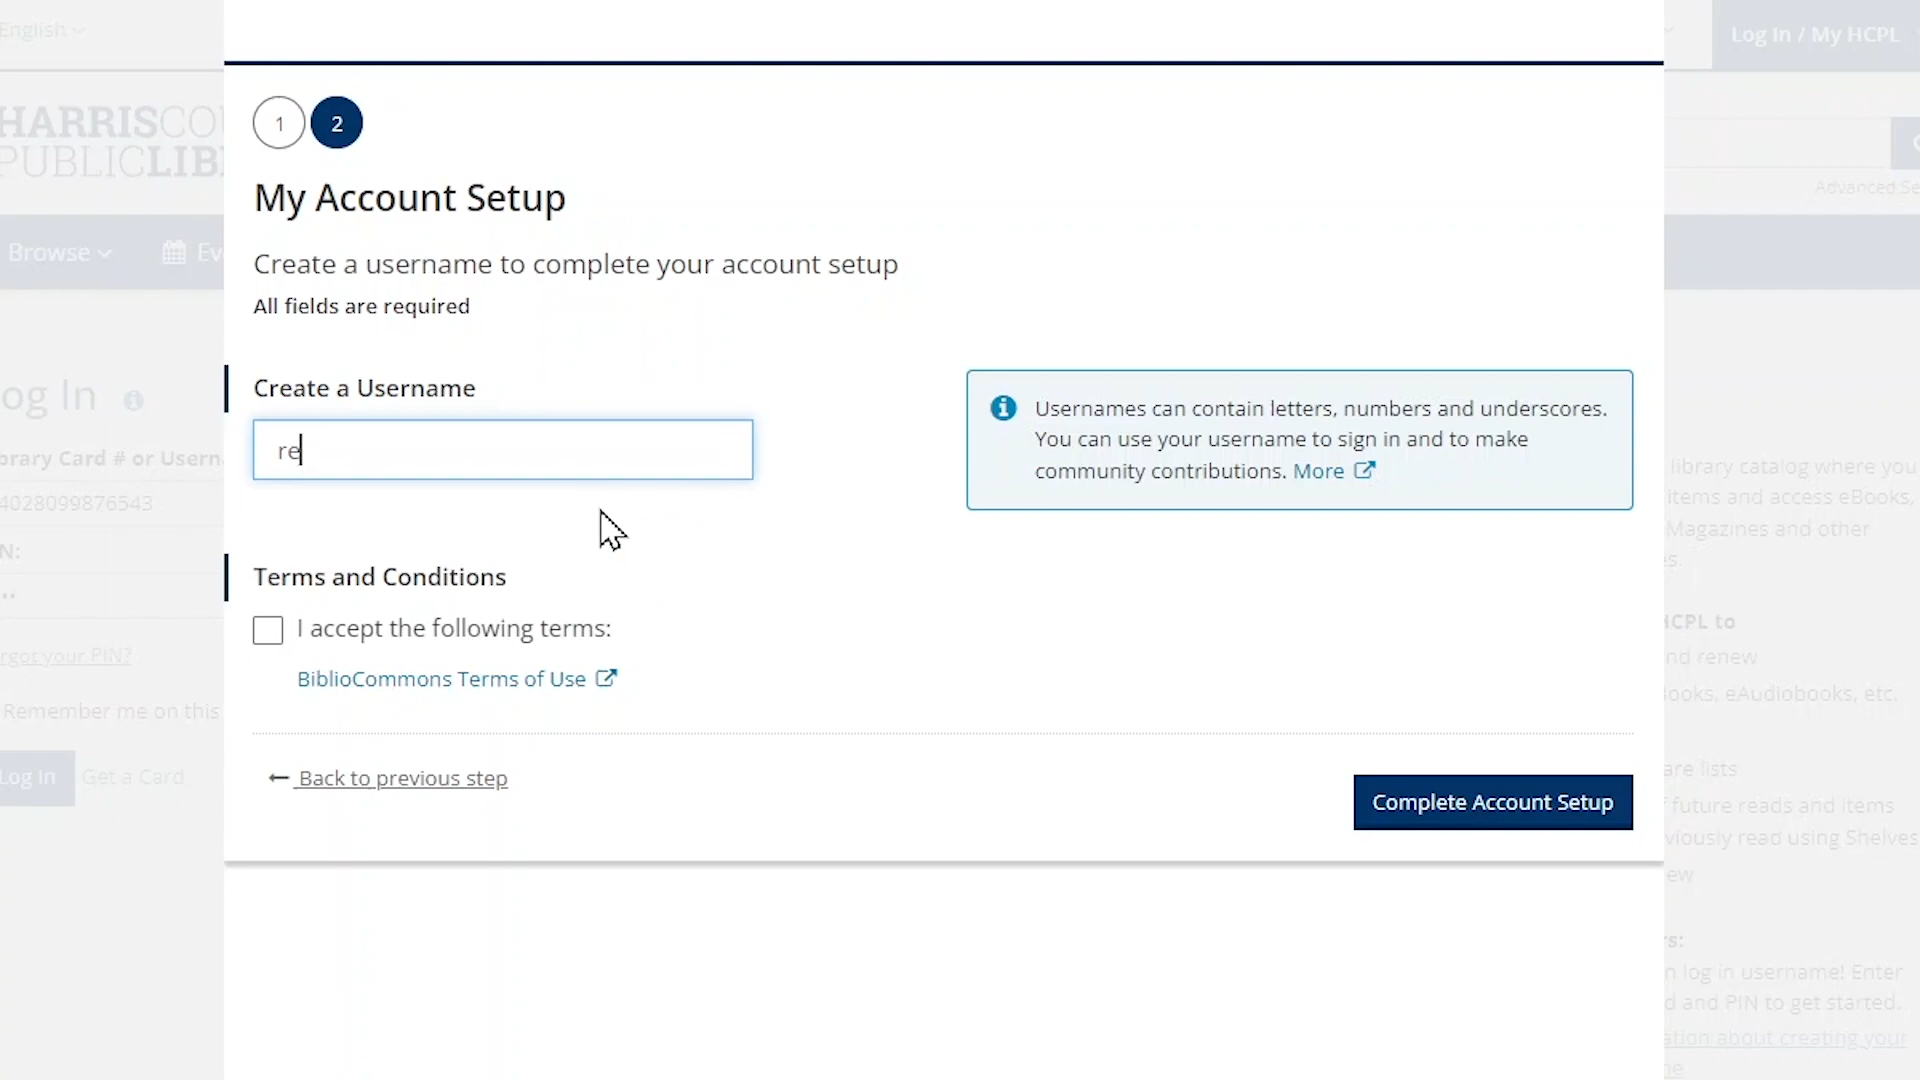 English
Log In / My HCPL
HARRIS COU
PUBLIC LIB
Advanced Se
Browse
Ev
1
2
My Account Setup
Create a username to complete your account setup
All fields are required
og In
Create a Username
re
Usernames can contain letters, numbers and underscores.
You can use your username to sign in and to make
community contributions. More
brary Card # or Usern
4028099876543
N:
library catalog where you
items and access eBooks,
Magazines and other
s.
Terms and Conditions
I accept the following terms:
BiblioCommons Terms of Use
rgot your PIN?
Remember me on this
HCPL to
nd renew
ooks, eAudiobooks, etc.
Log In
Get a Card
Back to previous step
Complete Account Setup
are lists
f future reads and items
viously read using Shelves
ew
rs:
n log in username! Enter
d and PIN to get started.
ation about creating your
me